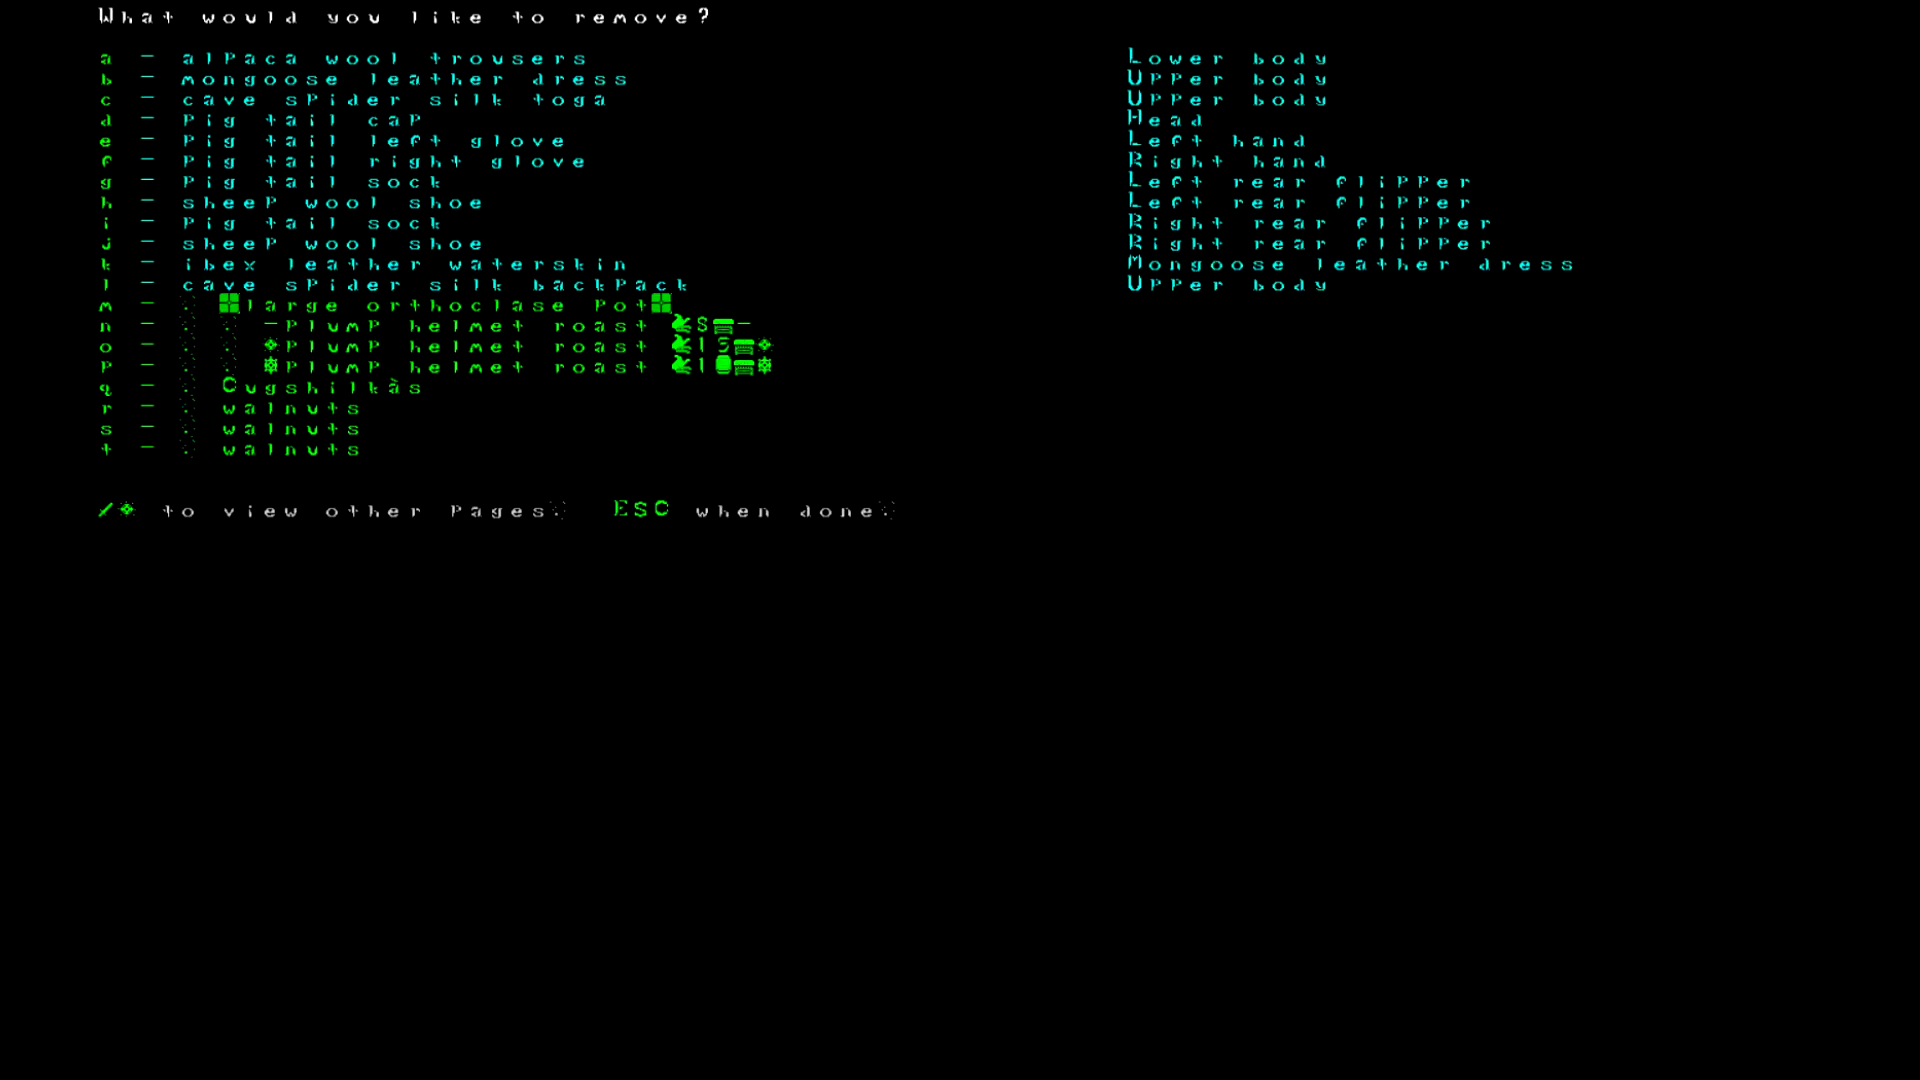 What would you like to remove?
a - alpaca wool trousers Lower body
b - mongoose leather dress Upper body
c - cave spider silk toga Upper body
d - pig tail cap Head
e - pig tail left glove Left hand
f - pig tail right glove Right hand
g - pig tail sock Left rear flipper
h - sheep wool shoe Left rear flipper
i - pig tail sock Right rear flipper
j - sheep wool shoe Right rear flipper
k - ibex leather waterskin Mongoose leather dress
l - cave spider silk backpack Upper body
m - . large orthoclase pot
n - . . -plump helmet roast
o - . . plump helmet roast
p - . . plump helmet roast
q - . Cugshilkàs
r - . walnuts
s - . walnuts
t - . walnuts
to view other pages. ESC when done.